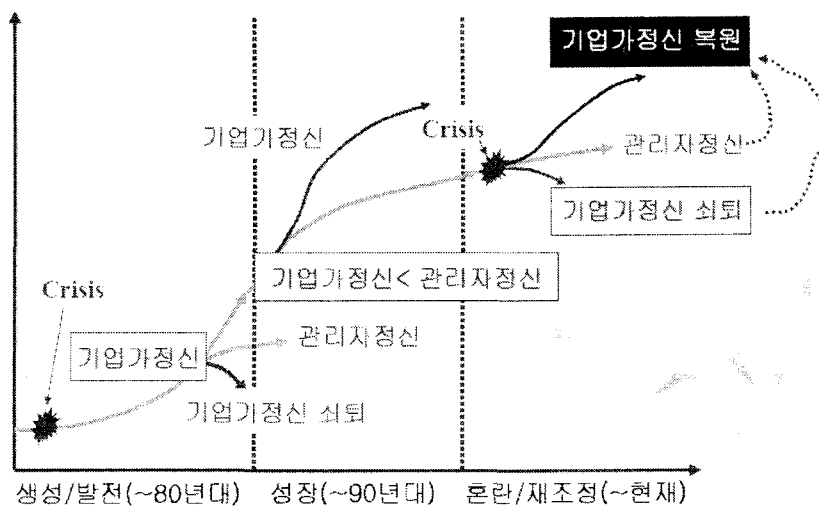 기업가정신 복원
기업가정신
Crisis
관리자정신
기업가정신 쇠퇴
기업가정신< 관리자정신
Crisis
관리자정신
기업가정신
기업가정신 쇠퇴
생성/발전(~80년대) 성장(~90년대) 혼란/재조정(~현재)